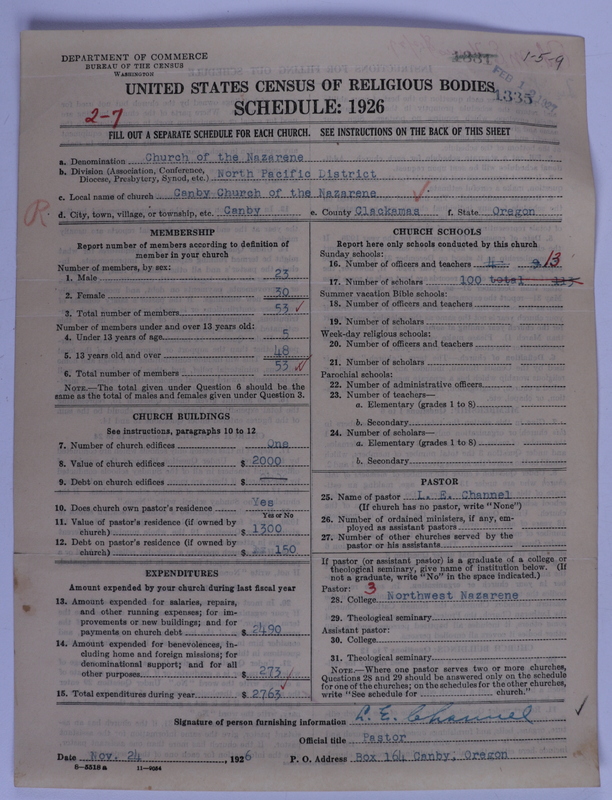 DEPARTMENT OF COMMERCE
BUREAU OF THE CENSUS
WASHINGTON
1334
1-5-9
FEB 12 1927
1335
UNITED STATES CENSUS OF RELIGIOUS BODIES
SCHEDULE: 1926
2-7
FILL OUT A SEPARATE SCHEDULE FOR EACH CHURCH. SEE INSTRUCTIONS ON THE BACK OF THIS SHEET
a. Denomination Church of the Nazarene
b. Division (Association, Conference, Diocese, Presbytery, Synod, etc.) North Pacific District
c. Local name of church Canby Church of the Nazarene
R
d. City, town, village, or township, etc. Canby e. County Clackamas f. State Oregon
MEMBERSHIP
Report number of members according to definition of
member in your church
Number of members, by sex:
1. Male 23
2. Female 30
3. Total number of members 53
Number of members under and over 13 years old:
4. Under 13 years of age 5
5. 13 years old and over 48
6. Total number of members 53
NOTE.—The total given under Question 6 should be the
same as the total of males and females given under Question 3.
CHURCH BUILDINGS
See instructions, paragraphs 10 to 12
7. Number of church edifices One
8. Value of church edifices $ 2000
9. Debt on church edifices $
10. Does church own pastor's residence Yes
Yes or No
11. Value of pastor's residence (if owned by
church) $ 1300
12. Debt on pastor's residence (if owned by
church) $ 150
EXPENDITURES
Amount expended by your church during last fiscal year
13. Amount expended for salaries, repairs,
and other running expenses; for im-
provements or new buildings; and for
payments on church debt $ 2490
14. Amount expended for benevolences, in-
cluding home and foreign missions; for
denominational support; and for all
other purposes $ 273
15. Total expenditures during year $ 2763
CHURCH SCHOOLS
Report here only schools conducted by this church
Sunday schools:
16. Number of officers and teachers 4 9 13
17. Number of scholars 100 total
Summer vacation Bible schools:
18. Number of officers and teachers
19. Number of scholars
Week-day religious schools:
20. Number of officers and teachers
21. Number of scholars
Parochial schools:
22. Number of administrative officers
23. Number of teachers—
a. Elementary (grades 1 to 8)
b. Secondary
24. Number of scholars—
a. Elementary (grades 1 to 8)
b. Secondary
PASTOR
25. Name of pastor L. E. Channel
(If church has no pastor, write "None")
26. Number of ordained ministers, if any, em-
ployed as assistant pastors
27. Number of other churches served by the
pastor or his assistants
If pastor (or assistant pastor) is a graduate of a college or
theological seminary, give name of institution below. (If
not a graduate, write "No" in the space indicated.)
Pastor: 3
28. College Northwest Nazarene
29. Theological seminary
Assistant pastor:
30. College
31. Theological seminary
NOTE.—Where one pastor serves two or more churches,
Questions 28 and 29 should be answered only on the schedule
for one of the churches; on the schedules for the other churches,
write "See schedule for church."
Signature of person furnishing information L. E. Channel
Official title Pastor
Date Nov. 24, 1926 P. O. Address Box 164 Canby, Oregon
8-5518a 11-9054